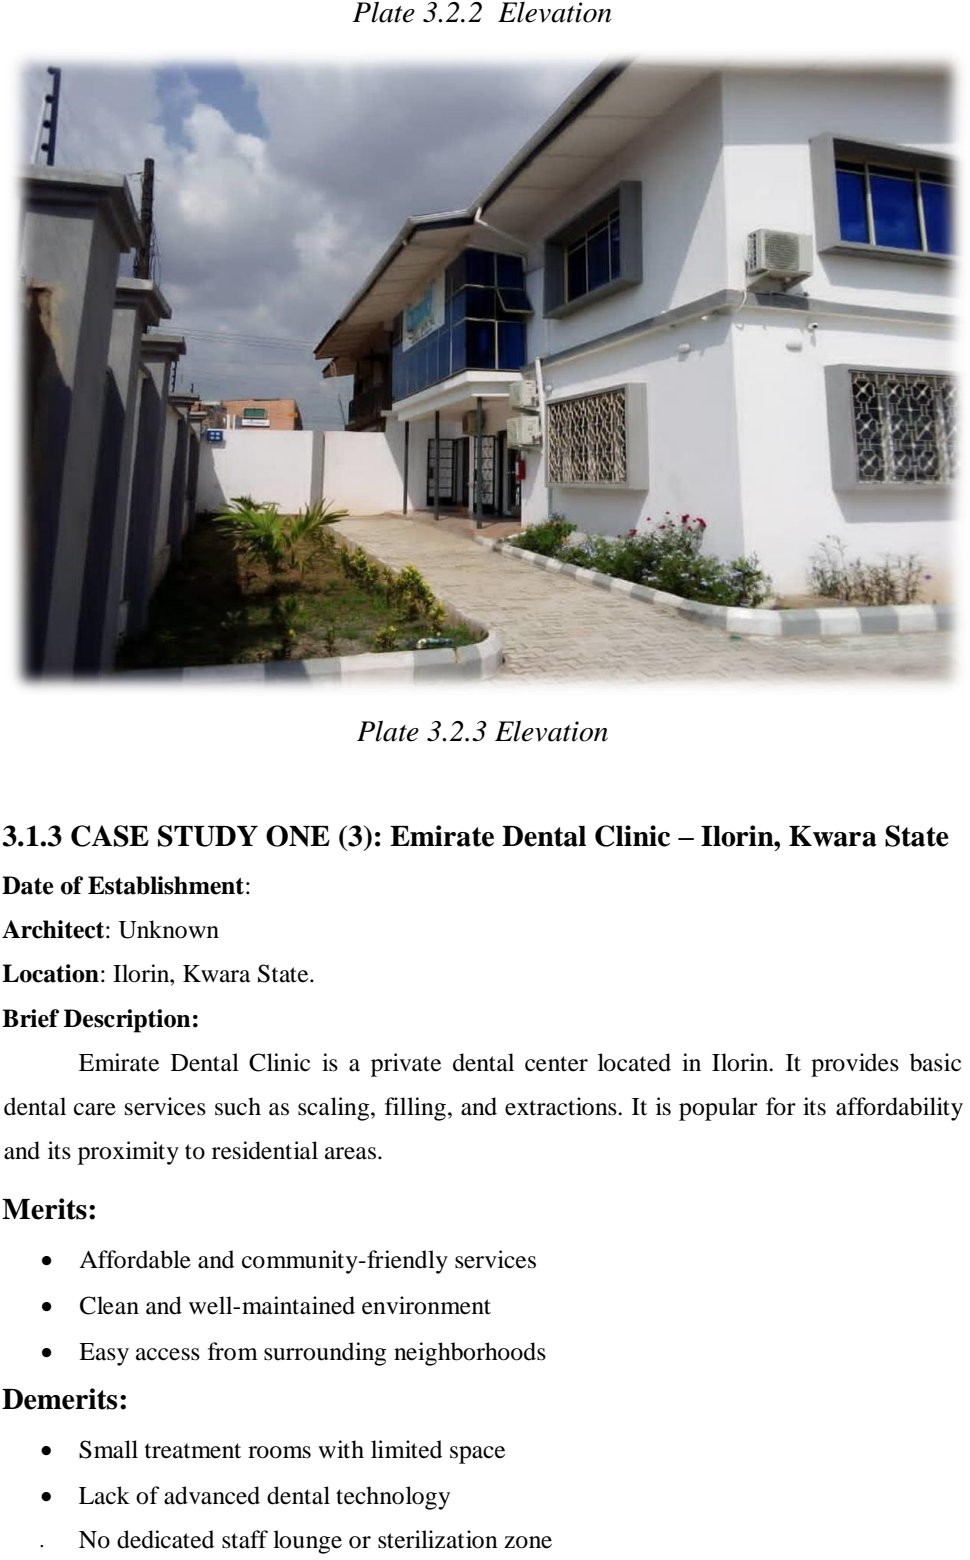 Plate 3.2.2 Elevation
Plate 3.2.3 Elevation
3.1.3 CASE STUDY ONE (3): Emirate Dental Clinic – Ilorin, Kwara State
Date of Establishment:
Architect: Unknown
Location: Ilorin, Kwara State.
Brief Description:
Emirate Dental Clinic is a private dental center located in Ilorin. It provides basic
dental care services such as scaling, filling, and extractions. It is popular for its affordability
and its proximity to residential areas.
Merits:
• Affordable and community-friendly services
• Clean and well-maintained environment
• Easy access from surrounding neighborhoods
Demerits:
• Small treatment rooms with limited space
• Lack of advanced dental technology
. No dedicated staff lounge or sterilization zone